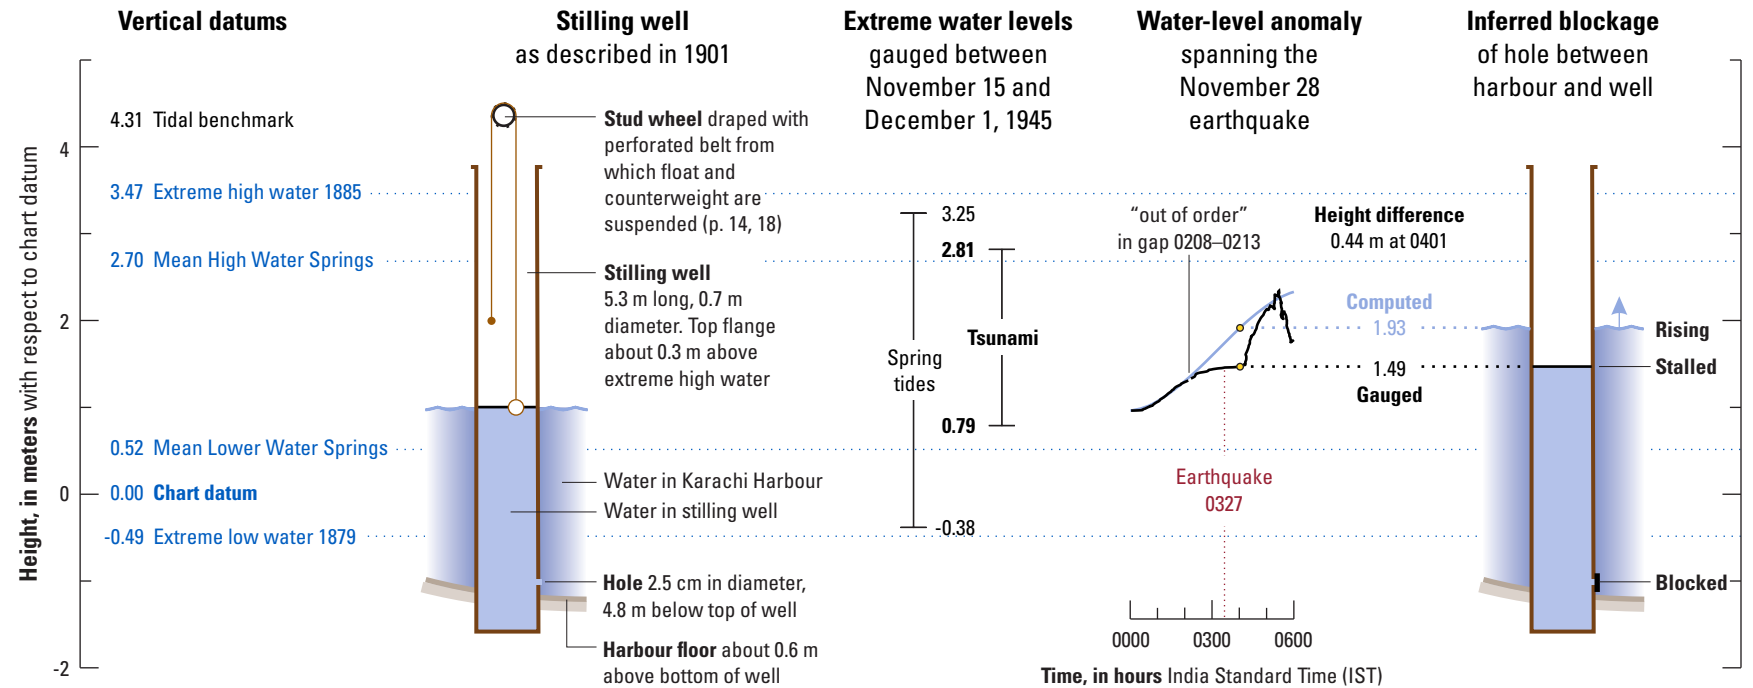 Vertical datums
Stilling well
as described in 1901
Extreme water levels
gauged between
November 15 and
December 1, 1945
Water-level anomaly
spanning the
November 28
earthquake
Inferred blockage
of hole between
harbour and well
Height, in meters with respect to chart datum
4
2
0
-2
4.31 Tidal benchmark
3.47 Extreme high water 1885
2.70 Mean High Water Springs
0.52 Mean Lower Water Springs
0.00 Chart datum
-0.49 Extreme low water 1879
Stud wheel draped with
perforated belt from
which float and
counterweight are
suspended (p. 14, 18)
Stilling well
5.3 m long, 0.7 m
diameter. Top flange
about 0.3 m above
extreme high water
Water in Karachi Harbour
Water in stilling well
Hole 2.5 cm in diameter,
4.8 m below top of well
Harbour floor about 0.6 m
above bottom of well
3.25
2.81
Tsunami
Spring
tides
0.79
-0.38
"out of order"
in gap 0208–0213
Height difference
0.44 m at 0401
Computed
1.93
1.49
Gauged
Earthquake
0327
0000 0300 0600
Time, in hours India Standard Time (IST)
Rising
Stalled
Blocked